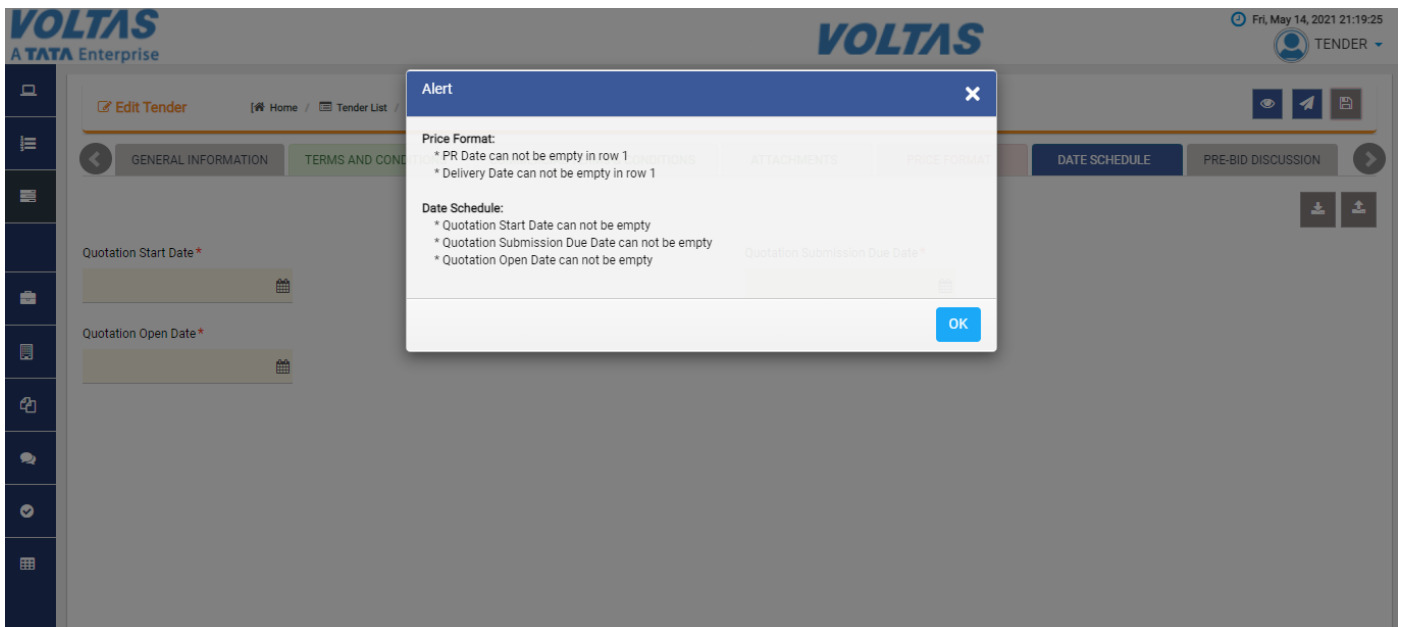 VOLTAS
A TATA Enterprise
VOLTAS
Fri, May 14, 2021 21:19:25
TENDER
Edit Tender
[ Home / Tender List /
Alert
GENERAL INFORMATION
TERMS AND COND
CONDITIONS
ATTACHMENTS
PRICE FORMAT
DATE SCHEDULE
PRE-BID DISCUSSION
Price Format:
* PR Date can not be empty in row 1
* Delivery Date can not be empty in row 1
Date Schedule:
* Quotation Start Date can not be empty
* Quotation Submission Due Date can not be empty
* Quotation Open Date can not be empty
OK
Quotation Start Date*
Quotation Submission Due Date*
Quotation Open Date*